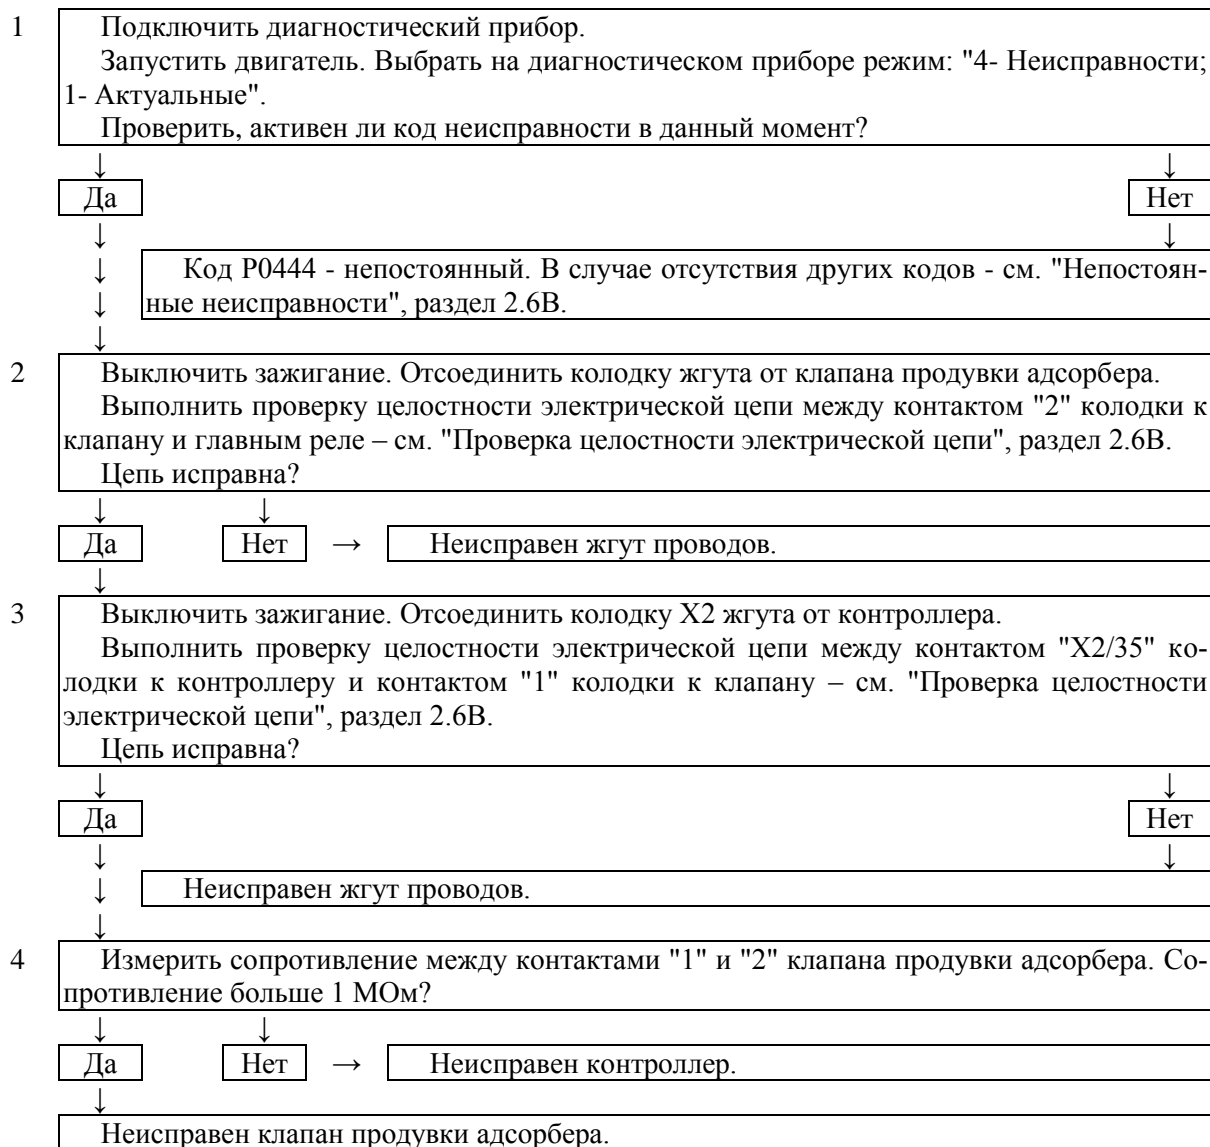 1 Подключить диагностический прибор.
Запустить двигатель. Выбрать на диагностическом приборе режим: "4- Неисправности;
1- Актуальные".
Проверить, активен ли код неисправности в данный момент?
↓ ↓
Да Нет
↓ ↓
↓ Код Р0444 - непостоянный. В случае отсутствия других кодов - см. "Непостоян-
↓ ные неисправности", раздел 2.6В.
↓
2 Выключить зажигание. Отсоединить колодку жгута от клапана продувки адсорбера.
Выполнить проверку целостности электрической цепи между контактом "2" колодки к
клапану и главным реле – см. "Проверка целостности электрической цепи", раздел 2.6В.
Цепь исправна?
↓ ↓
Да Нет → Неисправен жгут проводов.
↓
3 Выключить зажигание. Отсоединить колодку Х2 жгута от контроллера.
Выполнить проверку целостности электрической цепи между контактом "Х2/35" ко-
лодки к контроллеру и контактом "1" колодки к клапану – см. "Проверка целостности
электрической цепи", раздел 2.6В.
Цепь исправна?
↓ ↓
Да Нет
↓ ↓
↓ Неисправен жгут проводов.
↓
4 Измерить сопротивление между контактами "1" и "2" клапана продувки адсорбера. Со-
противление больше 1 МОм?
↓ ↓
Да Нет → Неисправен контроллер.
↓
Неисправен клапан продувки адсорбера.